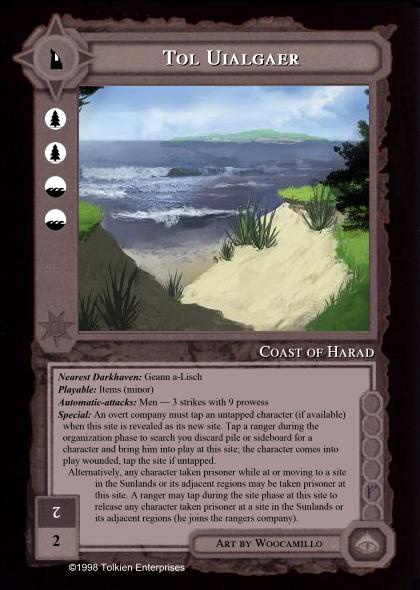 TOL UIALGAER
COAST OF HARAD
Nearest Darkhaven: Geann a-Lisch
Playable: Items (minor)
Automatic-attacks: Men — 3 strikes with 9 prowess
Special: An overt company must tap an untapped character (if available)
when this site is revealed as its new site. Tap a ranger during the
organization phase to search you discard pile or sideboard for a
character and bring him into play at this site; the character comes into
play wounded, tap the site if untapped.
Alternatively, any character taken prisoner while at or moving to a site
in the Sunlands or its adjacent regions may be taken prisoner at
this site. A ranger may tap during the site phase at this site to
release any character taken prisoner at a site in the Sunlands or
its adjacent regions (he joins the rangers company).
2
2
ART BY WOOCAMILLO
©1998 Tolkien Enterprises